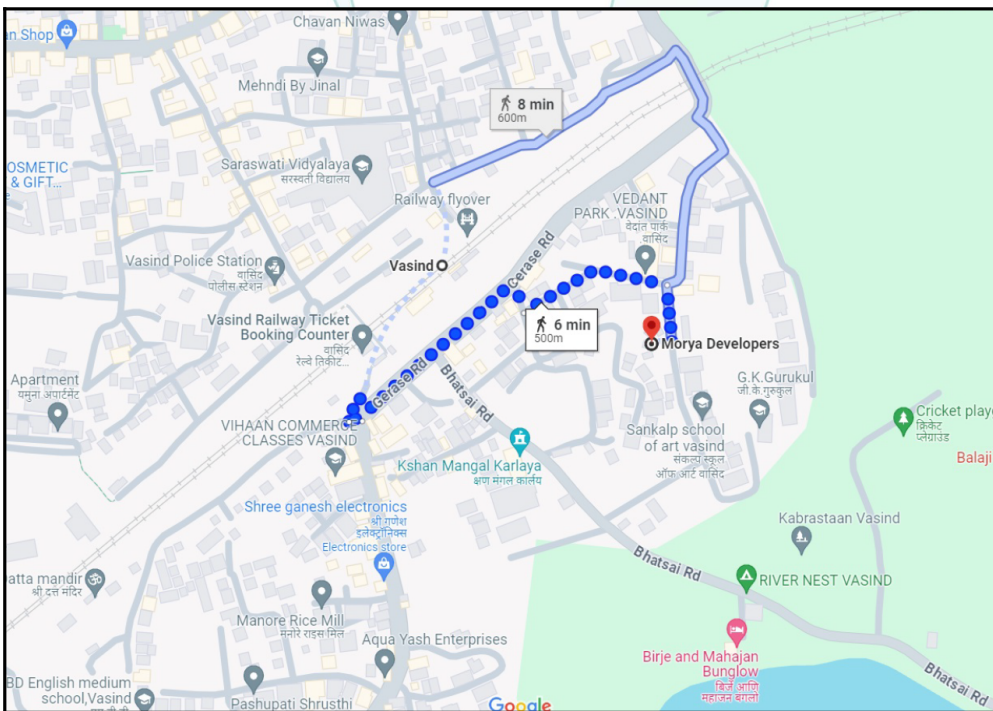 Chavan Niwas
an Shop
Mehndi By Jinal
8 min
600m
OSMETIC
& GIFT...
Saraswati Vidyalaya
सरस्वती विद्यालय
Railway flyover
VEDANT
PARK .VASIND
वेदांत पार्क
.वासिंद
Vasind Police Station
वासिंद
पोलीस स्टेशन
Vasind
Gerase Rd
Vasind Railway Ticket
Booking Counter
वासिंद
रेल्वे तिकीट...
6 min
500m
Morya Developers
Apartment
यमुना अपार्टमेंट
Gerase Rd
Bhatsai Rd
G.K.Gurukul
जी.के.गुरुकुल
Cricket playe
क्रिकेट
प्लेग्राउंड
Balaji
VIHAAN COMMERCE
CLASSES VASIND
Sankalp school
of art vasind
संकल्प स्कूल
ऑफ आर्ट वासिंद
Kshan Mangal Karlaya
क्षण मंगल कार्लय
Shree ganesh electronics
श्री गणेश
इलेक्ट्रॉनिक्स
Electronics store
Kabrastaan Vasind
Bhatsai Rd
RIVER NEST VASIND
atta mandir
श्री दत्त मंदिर
Manore Rice Mill
मनोरे राइस मिल
Aqua Yash Enterprises
Birje and Mahajan
Bunglow
बिर्जे आणि
महाजन बंगलो
Bhatsai Rd
BD English medium
school,Vasind
Pashupati Shrusthi
Google